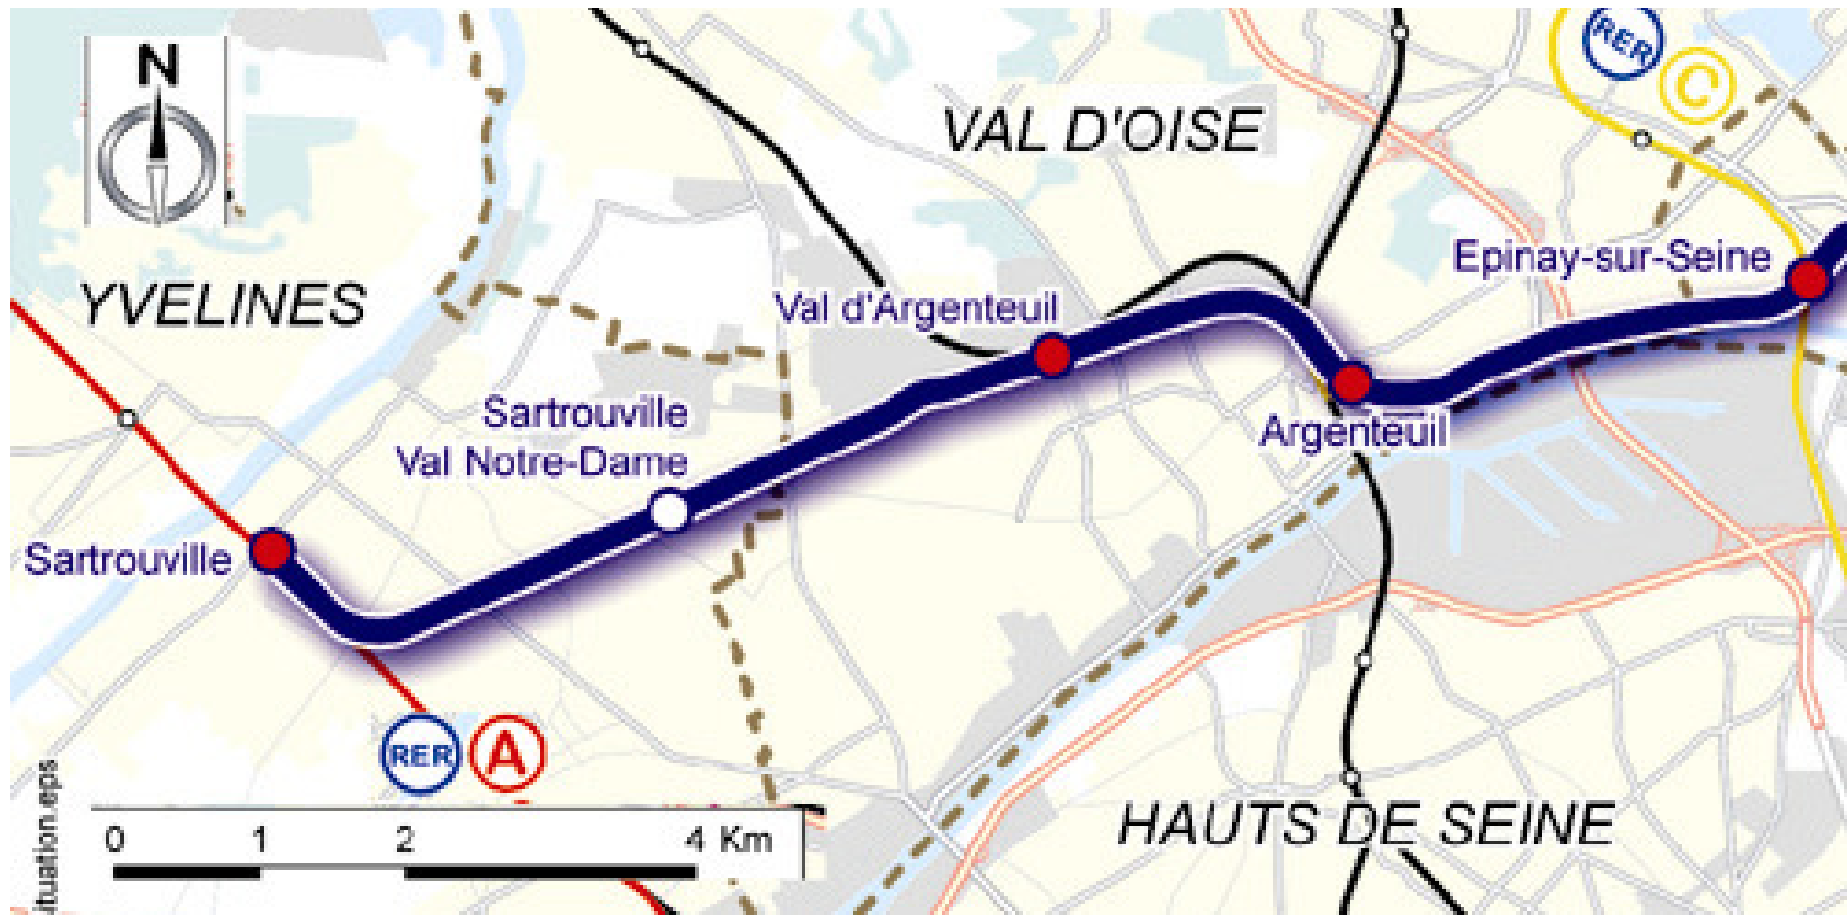 N
RER
C
VAL D'OISE
Epinay-sur-Seine
YVELINES
Val d'Argenteuil
Sartrouville
Val Notre-Dame
Argenteuil
Sartrouville
RER A
0 1 2 4 Km
HAUTS DE SEINE
ituation.eps